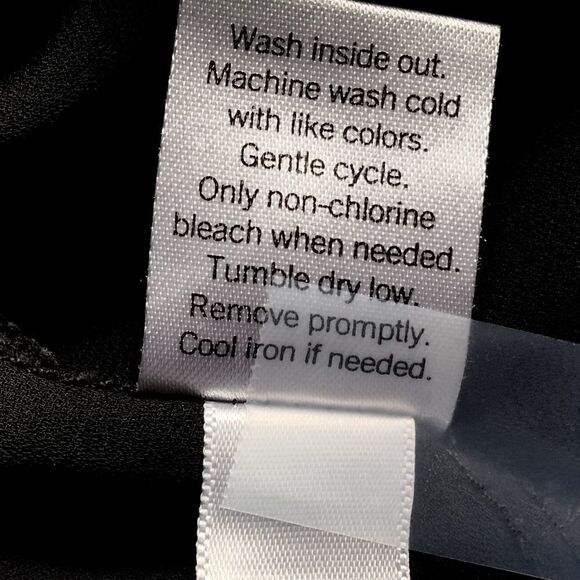 Wash inside out.
Machine wash cold
with like colors.
Gentle cycle.
Only non-chlorine
bleach when needed.
Tumble dry low.
Remove promptly.
Cool iron if needed.